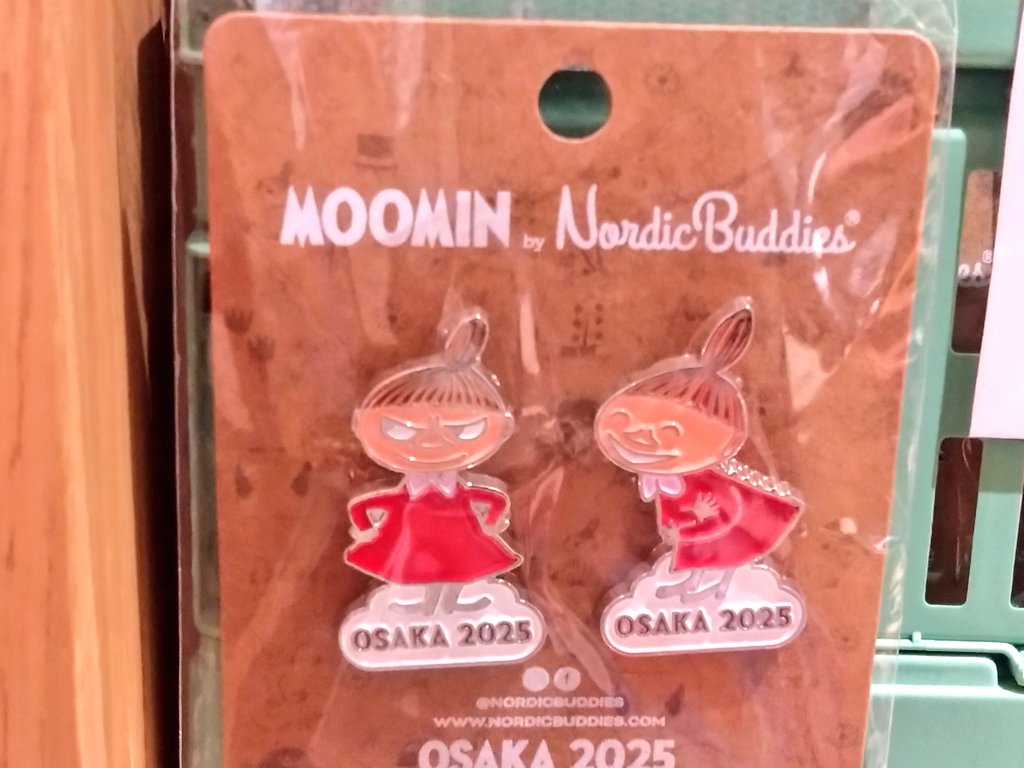 MOOMIN by NordicBuddies®
OSAKA 2025
OSAKA 2025
@NORDICBUDDIES
WWW.NORDICBUDDIES.COM
OSAKA 2025